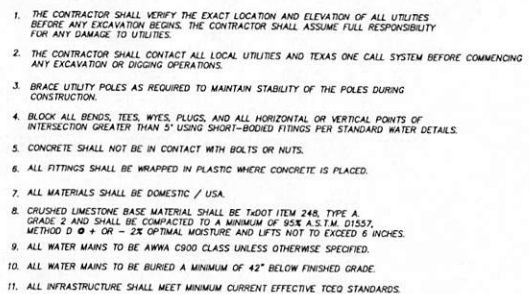 1. THE CONTRACTOR SHALL VERIFY THE EXACT LOCATION AND ELEVATION OF ALL UTILITIES
BEFORE ANY EXCAVATION BEGINS. THE CONTRACTOR SHALL ASSUME FULL RESPONSIBILITY
FOR ANY DAMAGE TO UTILITIES.
2. THE CONTRACTOR SHALL CONTACT ALL LOCAL UTILITIES AND TEXAS ONE CALL SYSTEM BEFORE COMMENCING
ANY EXCAVATION OR DIGGING OPERATIONS.
3. BRACE UTILITY POLES AS REQUIRED TO MAINTAIN STABILITY OF THE POLES DURING
CONSTRUCTION.
4. BLOCK ALL BENDS, TEES, WYES, PLUGS, AND ALL HORIZONTAL OR VERTICAL POINTS OF
INTERSECTION GREATER THAN 5° USING SHORT-BODIED FITINGS PER STANDARD WATER DETAILS.
5. CONCRETE SHALL NOT BE IN CONTACT WITH BOLTS OR NUTS.
6. ALL FITTINGS SHALL BE WRAPPED IN PLASTIC WHERE CONCRETE IS PLACED.
7. ALL MATERIALS SHALL BE DOMESTIC / USA.
8. CRUSHED LIMESTONE BASE MATERIAL SHALL BE TxDOT ITEM 248, TYPE A,
GRADE 2 AND SHALL BE COMPACTED TO A MINIMUM OF 95% A.S.T.M. D1557,
METHOD D @ + OR - 2% OPTIMAL MOISTURE AND LIFTS NOT TO EXCEED 6 INCHES.
9. ALL WATER MAINS TO BE AWWA C900 CLASS UNLESS OTHERWISE SPECIFIED.
10. ALL WATER MAINS TO BE BURIED A MINIMUM OF 42" BELOW FINISHED GRADE.
11. ALL INFRASTRUCTURE SHALL MEET MINIMUM CURRENT EFFECTIVE TCEQ STANDARDS.